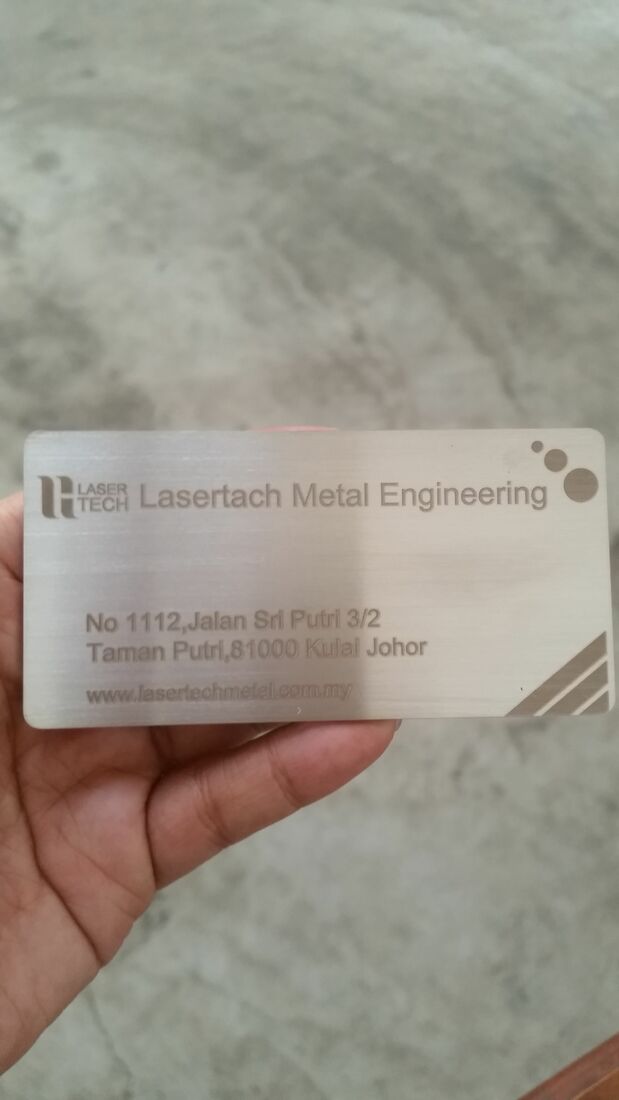 LASER
TECH
Lasertach Metal Engineering
No 1112,Jalan Sri Putri 3/2
Taman Putri,81000 Kulai Johor
www.lasertechmetal.com.my